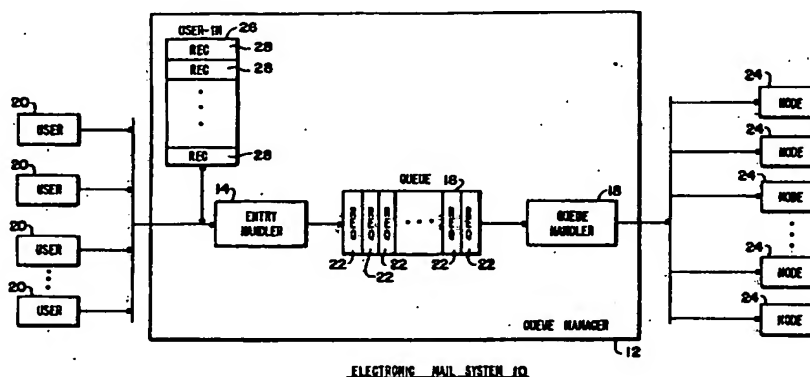 USER-IN 26
REC 28
REC 28
REC 28
20
USER
20
USER
20
USER
20
USER
14
ENTRY
HANDLER
QUEUE
22 22 22 22 22
18
QUEUE
HANDLER
24
NODE
24
NODE
24
NODE
24
NODE
24
NODE
QUEUE MANAGER
12
ELECTRONIC MAIL SYSTEM 10